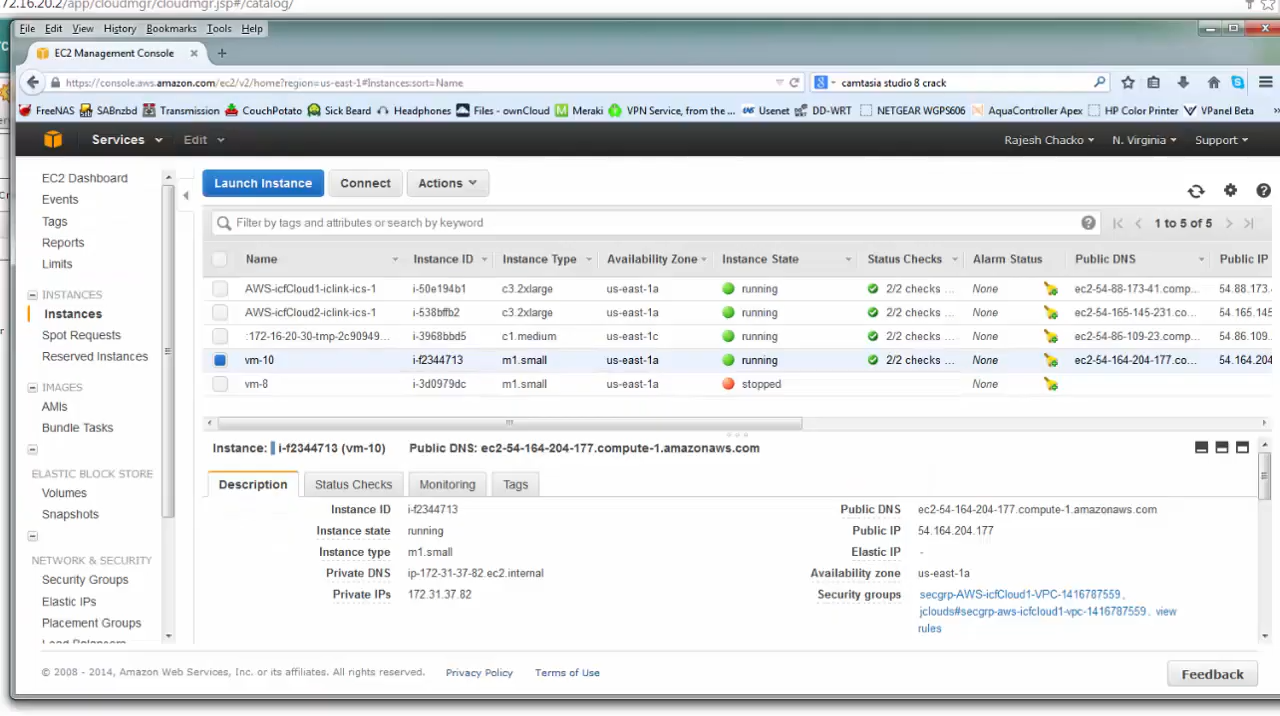 72.16.20.2/app/cloudmgr/cloudmgr.jsp#/catalog/
File Edit View History Bookmarks Tools Help
EC2 Management Console × +
https://console.aws.amazon.com/ec2/v2/home?region=us-east-1#Instances:sort=Name
camtasia studio 8 crack
FreeNAS SABnzbd Transmission CouchPotato Sick Beard Headphones Files - ownCloud Meraki VPN Service, from the ... Usenet DD-WRT NETGEAR WGPS606 AquaController Apex HP Color Printer VPanel Beta
Services Edit Rajesh Chacko N. Virginia Support
EC2 Dashboard
Events
Tags
Reports
Limits
INSTANCES
Instances
Spot Requests
Reserved Instances
IMAGES
AMIs
Bundle Tasks
ELASTIC BLOCK STORE
Volumes
Snapshots
NETWORK & SECURITY
Security Groups
Elastic IPs
Placement Groups
Load Balancers
Launch Instance Connect Actions
Filter by tags and attributes or search by keyword
1 to 5 of 5
Name Instance ID Instance Type Availability Zone Instance State Status Checks Alarm Status Public DNS Public IP
AWS-icfCloud1-iclink-ics-1 i-50e194b1 c3.2xlarge us-east-1a running 2/2 checks ... None ec2-54-88-173-41.comp... 54.88.173.
AWS-icfCloud2-iclink-ics-1 i-538bffb2 c3.2xlarge us-east-1a running 2/2 checks ... None ec2-54-165-145-231.co... 54.165.145
:172-16-20-30-tmp-2c90949... i-3968bbd5 c1.medium us-east-1c running 2/2 checks ... None ec2-54-86-109-23.comp... 54.86.109.
vm-10 i-f2344713 m1.small us-east-1a running 2/2 checks ... None ec2-54-164-204-177.co... 54.164.204
vm-8 i-3d0979dc m1.small us-east-1a stopped None
Instance: i-f2344713 (vm-10) Public DNS: ec2-54-164-204-177.compute-1.amazonaws.com
Description Status Checks Monitoring Tags
Instance ID i-f2344713 Public DNS ec2-54-164-204-177.compute-1.amazonaws.com
Instance state running Public IP 54.164.204.177
Instance type m1.small Elastic IP -
Private DNS ip-172-31-37-82.ec2.internal Availability zone us-east-1a
Private IPs 172.31.37.82 Security groups secgrp-AWS-icfCloud1-VPC-1416787559,
jclouds#secgrp-aws-icfcloud1-vpc-1416787559. view
rules
© 2008 - 2014, Amazon Web Services, Inc. or its affiliates. All rights reserved. Privacy Policy Terms of Use Feedback